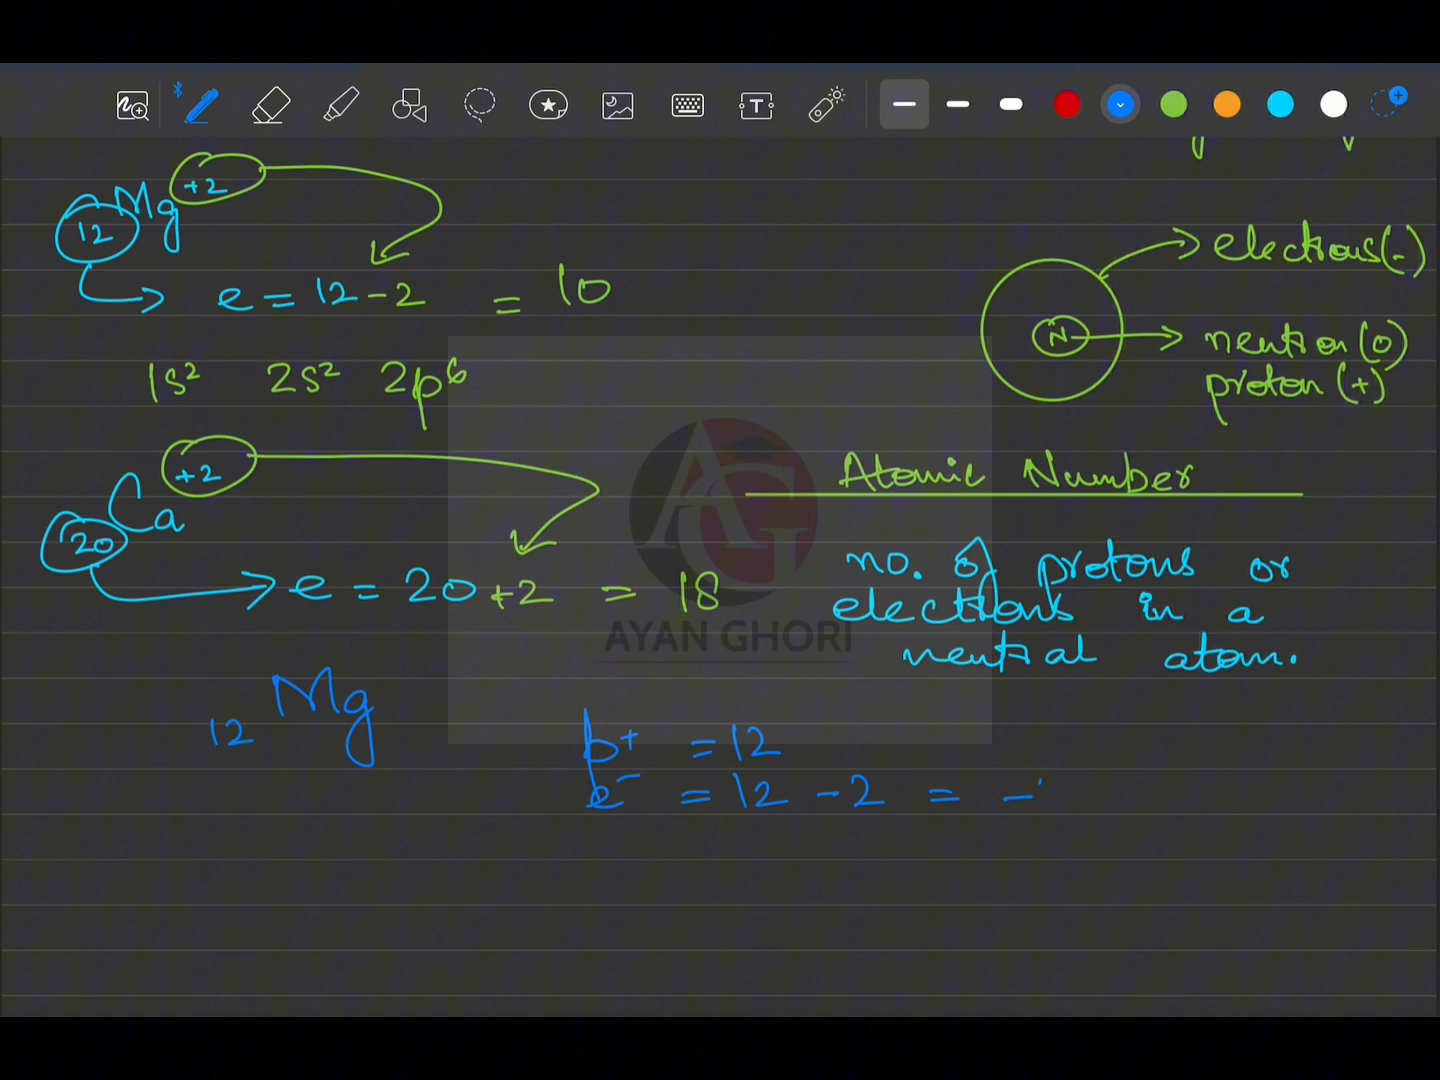 +2
Mg
12
e = 12 - 2 = 10
1s² 2s² 2p⁶
+2
Ca
20
e = 20 + 2 = 18
12 Mg
p+ = 12
e- = 12 - 2 = -
electrons (-)
N
neutron (0)
proton (+)
Atomic Number
no. of protons or
electrons in a
neutral atom.
T
AG
AYAN GHORI